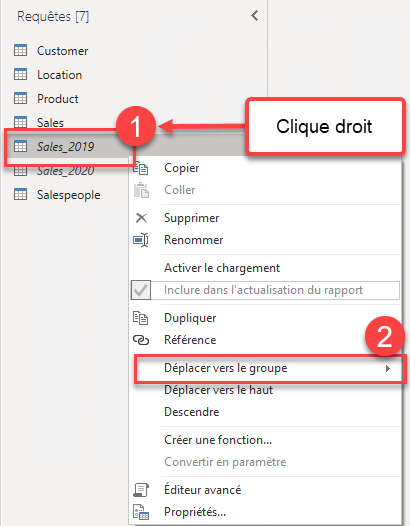 Requêtes [7]
Customer
Location
Product
Sales
1
Clique droit
Sales_2019
Sales_2020
Salespeople
Copier
Coller
Supprimer
Renommer
Activer le chargement
Inclure dans l'actualisation du rapport
Dupliquer
2
Référence
Déplacer vers le groupe
Déplacer vers le haut
Descendre
Créer une fonction...
Convertir en paramètre
Éditeur avancé
Propriétés...